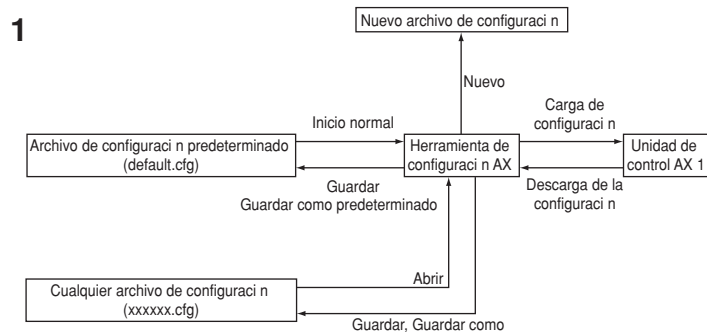 1
Nuevo archivo de configuraci n
Nuevo
Inicio normal
Carga de
configuraci n
Archivo de configuraci n predeterminado
(default.cfg)
Herramienta de
configuraci n AX
Unidad de
control AX 1
Guardar
Guardar como predeterminado
Descarga de la
configuraci n
Abrir
Cualquier archivo de configuraci n
(xxxxxx.cfg)
Guardar, Guardar como